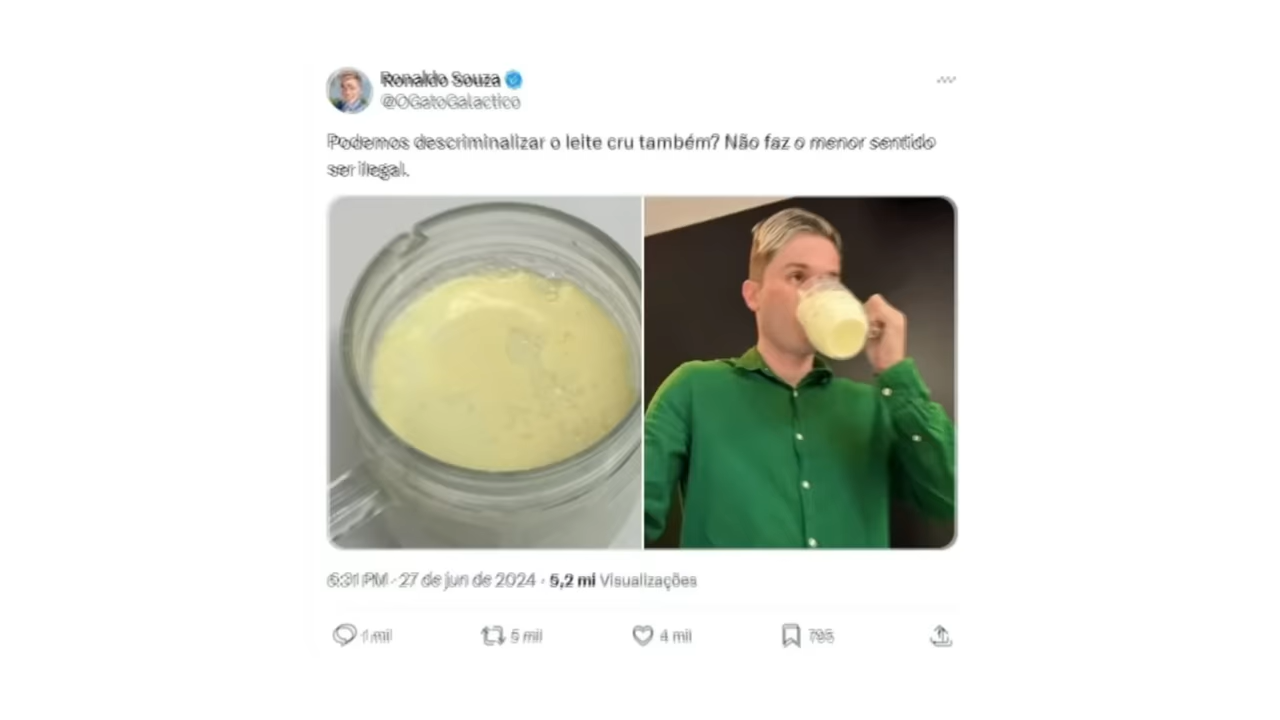 Ronaldo Souza
@OGatoGalactico
Podemos descriminalizar o leite cru também? Não faz o menor sentido
ser ilegal.
6:31 PM · 27 de jun de 2024 · 5,2 mi Visualizações
1 mil 5 mil 4 mil 795